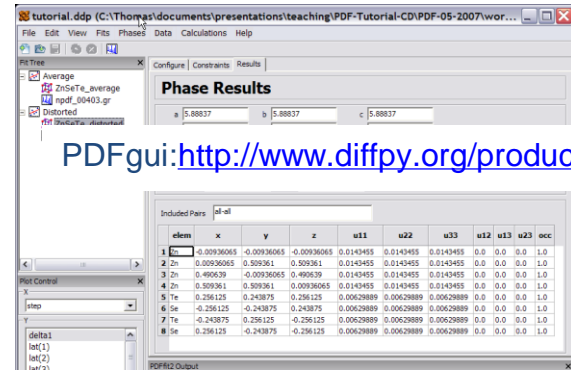 tutorial.ddp (C:\Thomas\documents\presentations\teaching\PDF-Tutorial-CD\PDF-05-2007\wor...
File Edit View Fits Phases Data Calculations Help
Fit Tree
Average
ZnSeTe_average
npdf_00403.gr
Distorted
ZnSeTe_distorted
Configure Constraints Results
Phase Results
a 5.88837 b 5.88837 c 5.88837
PDFgui:http://www.diffpy.org/produc
Included Pairs all-all
elem x y z u11 u22 u33 u12 u13 u23 occ
1 Zn -0.00936065 -0.00936065 -0.00936065 0.0143455 0.0143455 0.0143455 0.0 0.0 0.0 1.0
2 Zn 0.00936065 0.509361 0.509361 0.0143455 0.0143455 0.0143455 0.0 0.0 0.0 1.0
3 Zn 0.490639 -0.00936065 0.490639 0.0143455 0.0143455 0.0143455 0.0 0.0 0.0 1.0
4 Zn 0.509361 0.509361 0.00936065 0.0143455 0.0143455 0.0143455 0.0 0.0 0.0 1.0
5 Te 0.256125 0.243875 0.256125 0.00629889 0.00629889 0.00629889 0.0 0.0 0.0 1.0
6 Se -0.256125 -0.243875 0.243875 0.00629889 0.00629889 0.00629889 0.0 0.0 0.0 1.0
7 Te -0.243875 0.256125 -0.256125 0.00629889 0.00629889 0.00629889 0.0 0.0 0.0 1.0
8 Se 0.256125 -0.243875 -0.243875 0.00629889 0.00629889 0.00629889 0.0 0.0 0.0 1.0
Plot Control
X
step
Y
delta1
lat(1)
lat(2)
lat(3)
PDFfit2 Output